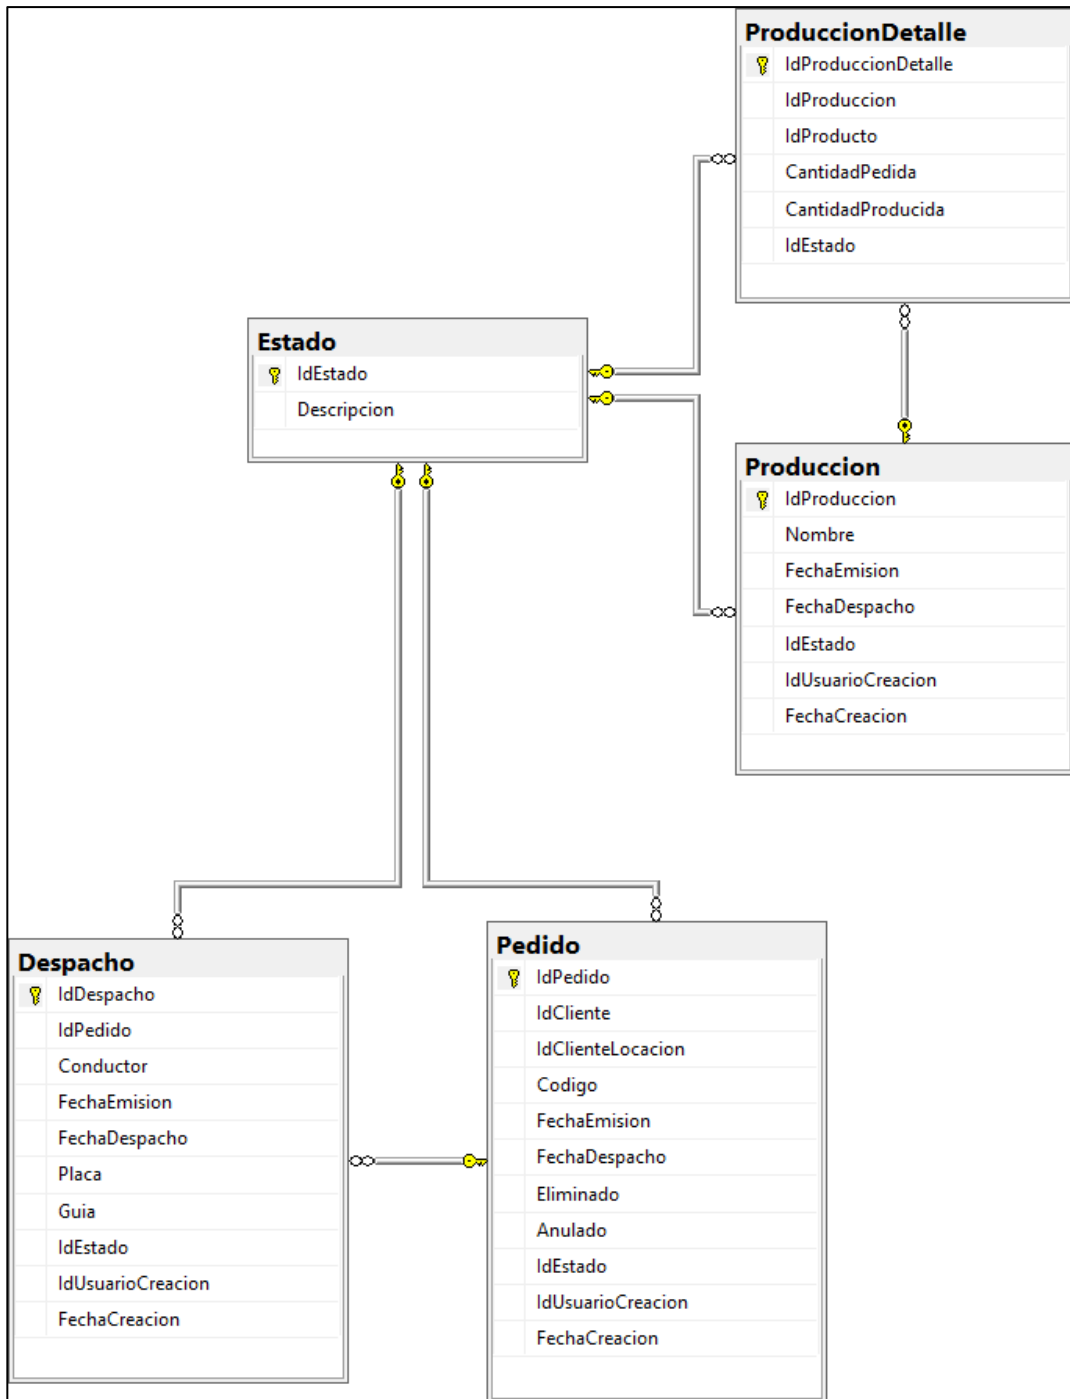 ProduccionDetalle
IdProduccionDetalle
IdProduccion
IdProducto
CantidadPedida
CantidadProducida
IdEstado
Estado
IdEstado
Descripcion
Produccion
IdProduccion
Nombre
FechaEmision
FechaDespacho
IdEstado
IdUsuarioCreacion
FechaCreacion
Despacho
IdDespacho
IdPedido
Conductor
FechaEmision
FechaDespacho
Placa
Guia
IdEstado
IdUsuarioCreacion
FechaCreacion
Pedido
IdPedido
IdCliente
IdClienteLocacion
Codigo
FechaEmision
FechaDespacho
Eliminado
Anulado
IdEstado
IdUsuarioCreacion
FechaCreacion